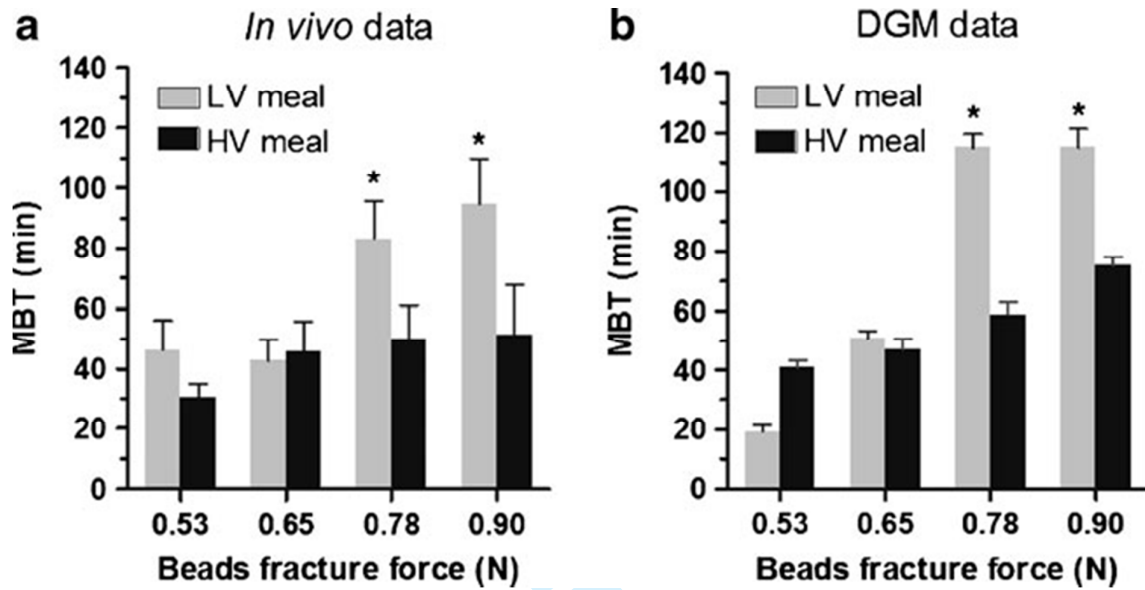 a
In vivo data
140
120
100
80
60
40
20
0
MBT (min)
LV meal
HV meal
*
*
0.53 0.65 0.78 0.90
Beads fracture force (N)
b
DGM data
140
120
100
80
60
40
20
0
MBT (min)
LV meal
HV meal
*
*
0.53 0.65 0.78 0.90
Beads fracture force (N)